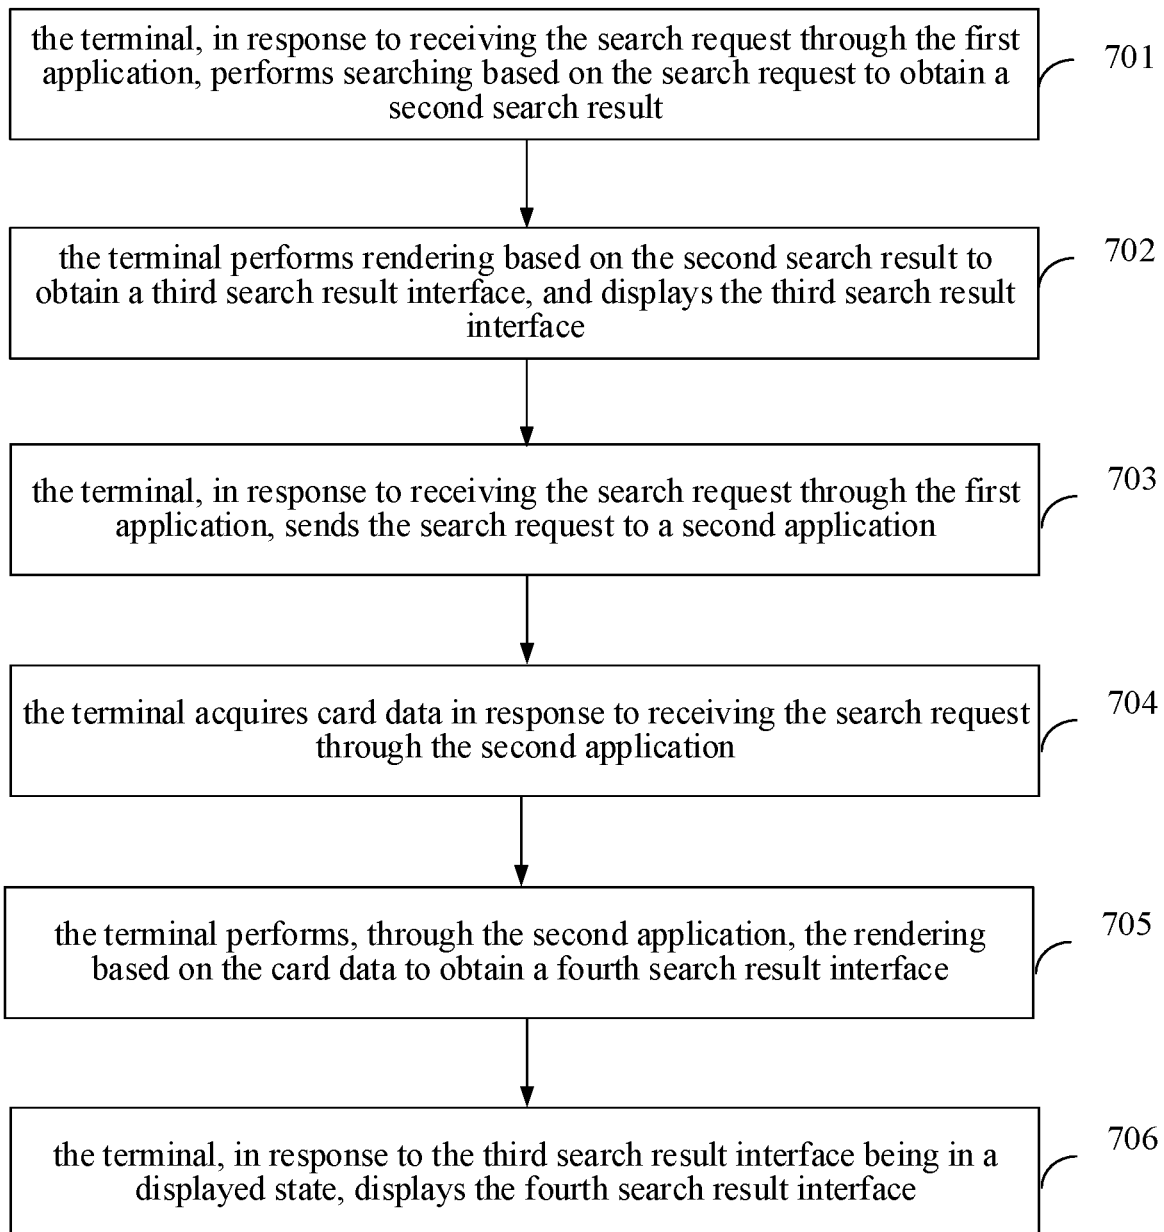 the terminal, in response to receiving the search request through the first
application, performs searching based on the search request to obtain a
second search result
701
the terminal performs rendering based on the second search result to
obtain a third search result interface, and displays the third search result
interface
702
the terminal, in response to receiving the search request through the first
application, sends the search request to a second application
703
the terminal acquires card data in response to receiving the search request
through the second application
704
the terminal performs, through the second application, the rendering
based on the card data to obtain a fourth search result interface
705
the terminal, in response to the third search result interface being in a
displayed state, displays the fourth search result interface
706